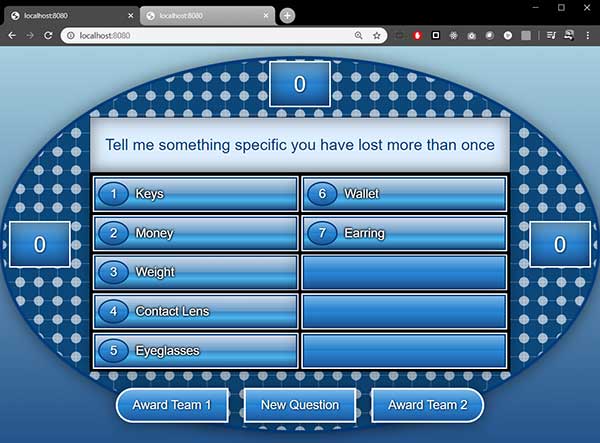 localhost:8080
localhost:8080
localhost:8080
0
Tell me something specific you have lost more than once
1 Keys
6 Wallet
2 Money
7 Earring
0
0
3 Weight
4 Contact Lens
5 Eyeglasses
Award Team 1
New Question
Award Team 2